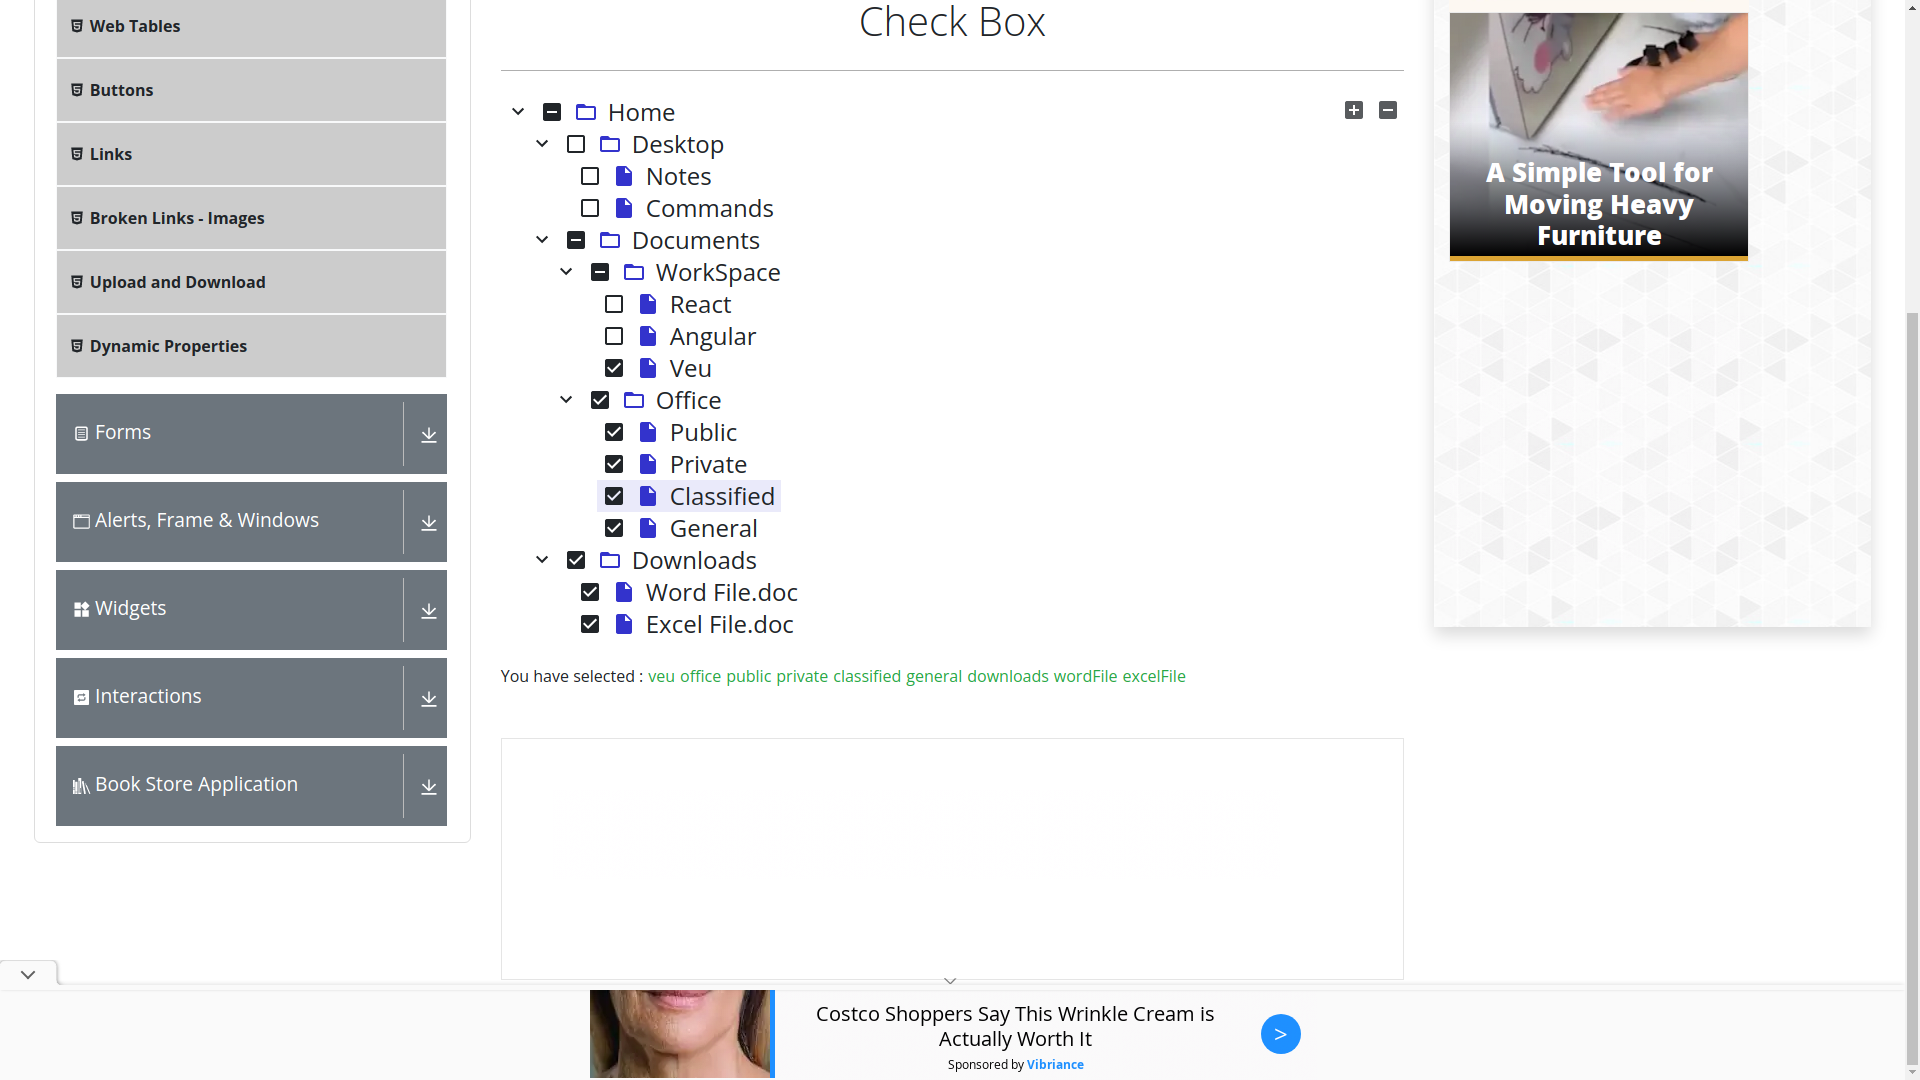 Web Tables
Buttons
Links
Broken Links - Images
Upload and Download
Dynamic Properties
Forms
Alerts, Frame & Windows
Widgets
Interactions
Book Store Application
Check Box
Home
Desktop
Notes
Commands
Documents
WorkSpace
React
Angular
Veu
Office
Public
Private
Classified
General
Downloads
Word File.doc
Excel File.doc
You have selected : veu office public private classified general downloads wordFile excelFile
A Simple Tool for
Moving Heavy
Furniture
Costco Shoppers Say This Wrinkle Cream is
Actually Worth It
Sponsored by Vibriance
>